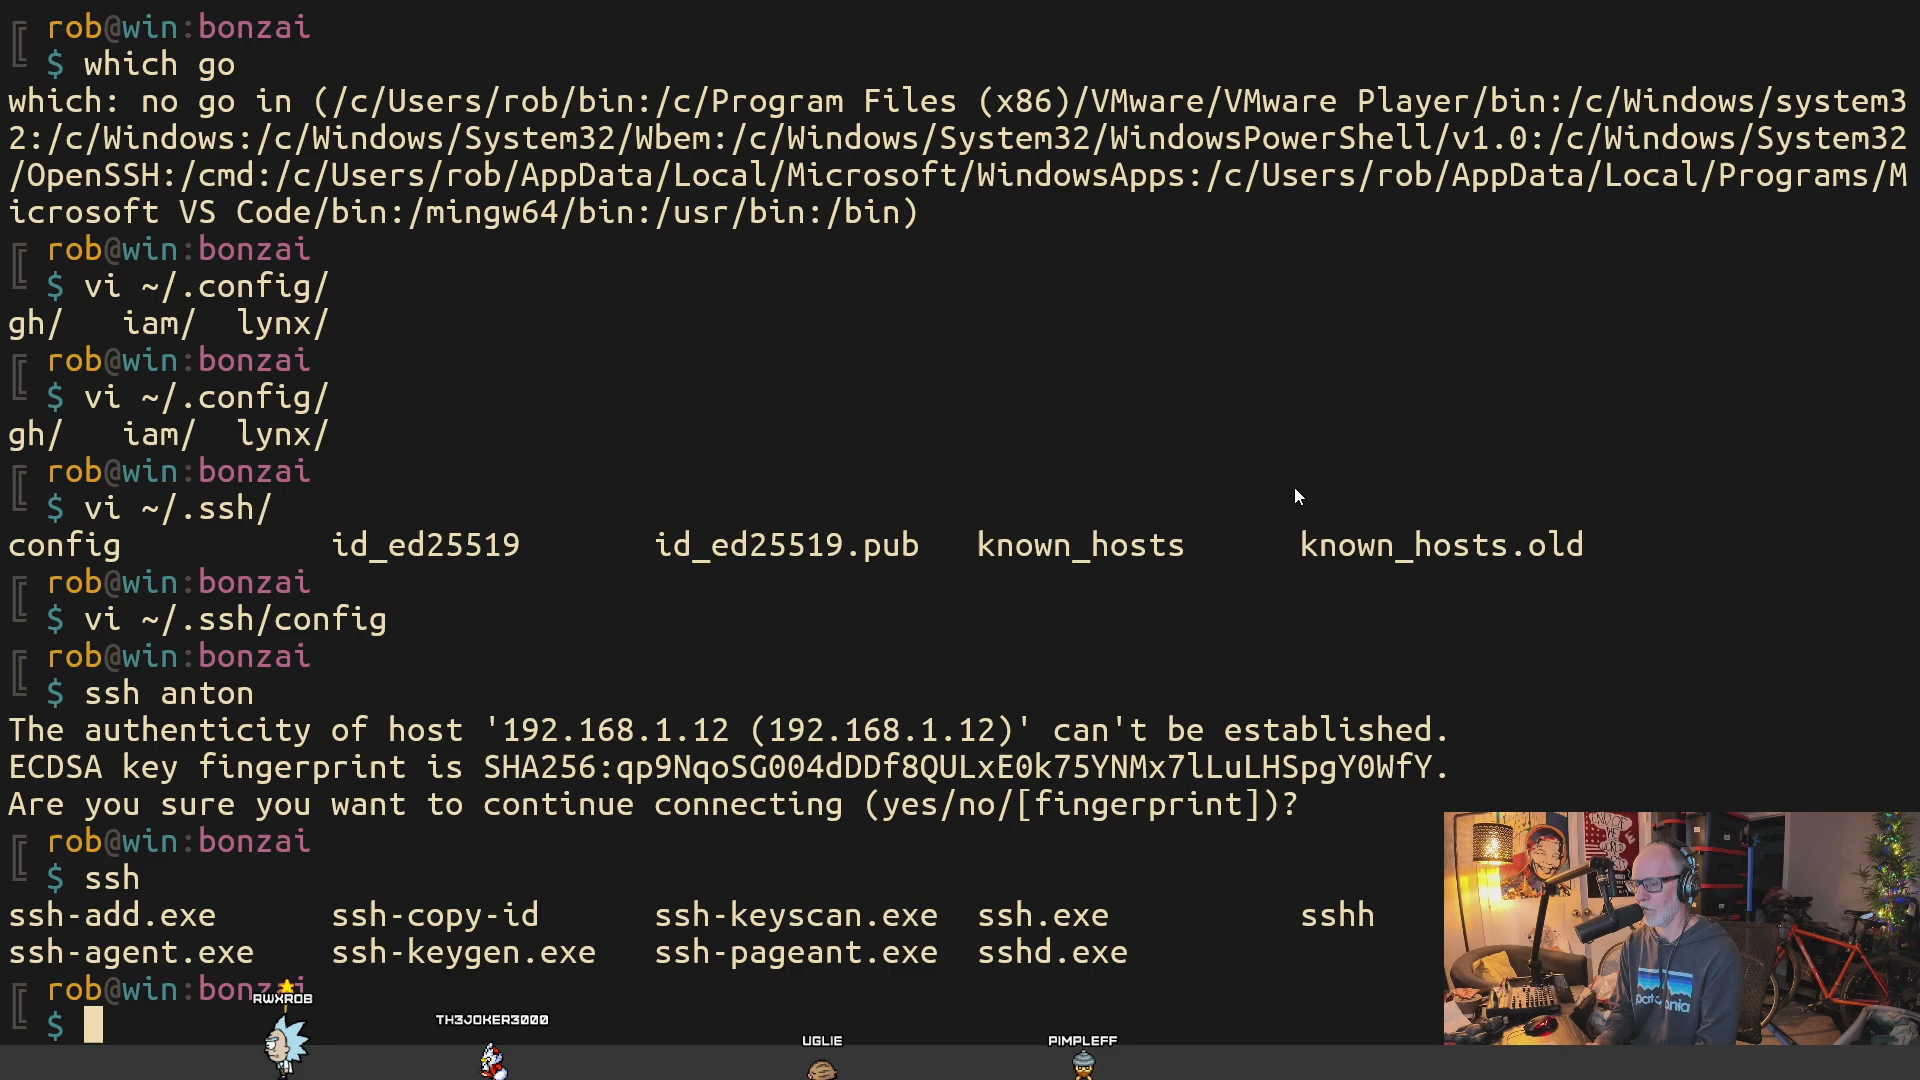 rob@win:bonzai
$ which go
which: no go in (/c/Users/rob/bin:/c/Program Files (x86)/VMware/VMware Player/bin:/c/Windows/system3
2:/c/Windows:/c/Windows/System32/Wbem:/c/Windows/System32/WindowsPowerShell/v1.0:/c/Windows/System32
/OpenSSH:/cmd:/c/Users/rob/AppData/Local/Microsoft/WindowsApps:/c/Users/rob/AppData/Local/Programs/M
icrosoft VS Code/bin:/mingw64/bin:/usr/bin:/bin)
rob@win:bonzai
$ vi ~/.config/
gh/ iam/ lynx/
rob@win:bonzai
$ vi ~/.config/
gh/ iam/ lynx/
rob@win:bonzai
$ vi ~/.ssh/
config id_ed25519 id_ed25519.pub known_hosts known_hosts.old
rob@win:bonzai
$ vi ~/.ssh/config
rob@win:bonzai
$ ssh anton
The authenticity of host '192.168.1.12 (192.168.1.12)' can't be established.
ECDSA key fingerprint is SHA256:qp9NqoSG004dDDf8QULxE0k75YNMx7lLuLHSpgY0WfY.
Are you sure you want to continue connecting (yes/no/[fingerprint])?
rob@win:bonzai
$ ssh
ssh-add.exe ssh-copy-id ssh-keyscan.exe ssh.exe sshh
ssh-agent.exe ssh-keygen.exe ssh-pageant.exe sshd.exe
rob@win:bonzai
$
RWXROB
TH3JOKER3000
UGLIE
PIMPLEFF